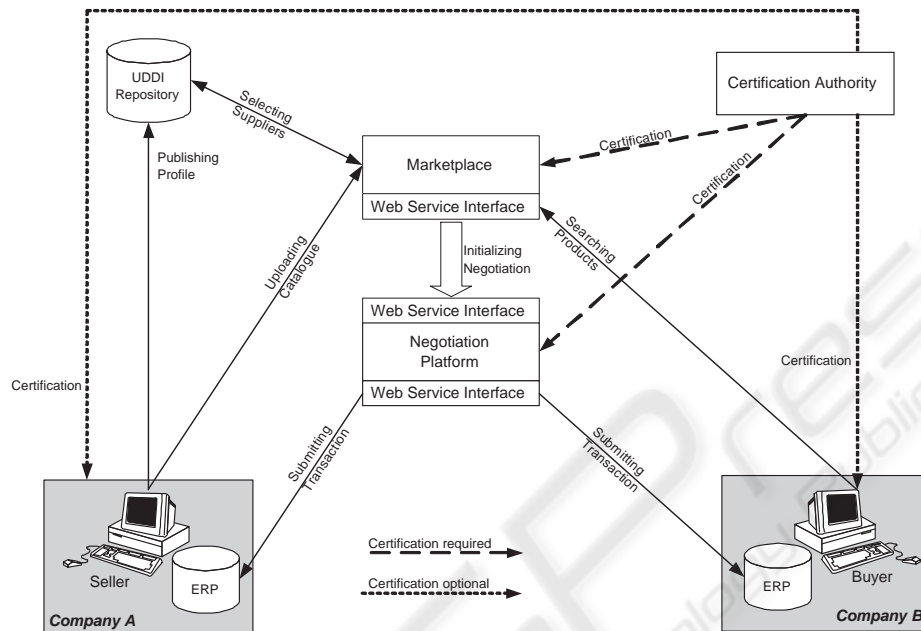 UDDI
Repository
Selecting
Suppliers
Certification Authority
Publishing
Profile
Marketplace
Web Service Interface
Certification
Certification
Uploading
Catalogue
Initializing
Negotiation
Searching
Products
Web Service Interface
Negotiation
Platform
Web Service Interface
Certification
Certification
Submitting
Transaction
Submitting
Transaction
Seller
ERP
Company A
Certification required
Certification optional
ERP
Buyer
Company B